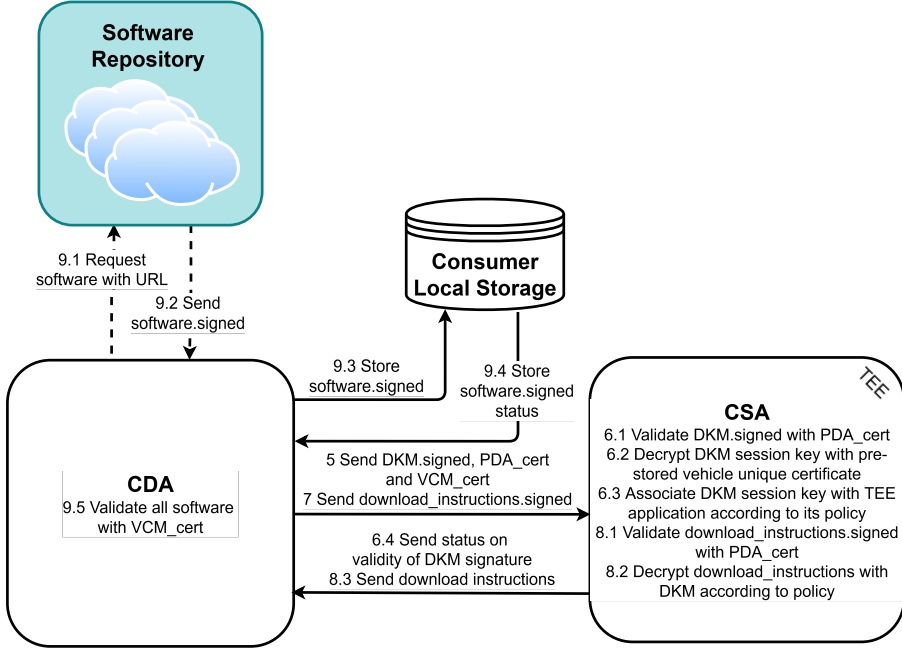 Software
Repository
9.1 Request
software with URL
9.2 Send
software.signed
Consumer
Local Storage
9.3 Store
software.signed
9.4 Store
software.signed
status
TEE
CDA
9.5 Validate all software
with VCM_cert
5 Send DKM.signed, PDA_cert
and VCM_cert
7 Send download_instructions.signed
6.4 Send status on
validity of DKM signature
8.3 Send download instructions
CSA
6.1 Validate DKM.signed with PDA_cert
6.2 Decrypt DKM session key with pre-
stored vehicle unique certificate
6.3 Associate DKM session key with TEE
application according to its policy
8.1 Validate download_instructions.signed
with PDA_cert
8.2 Decrypt download_instructions with
DKM according to policy